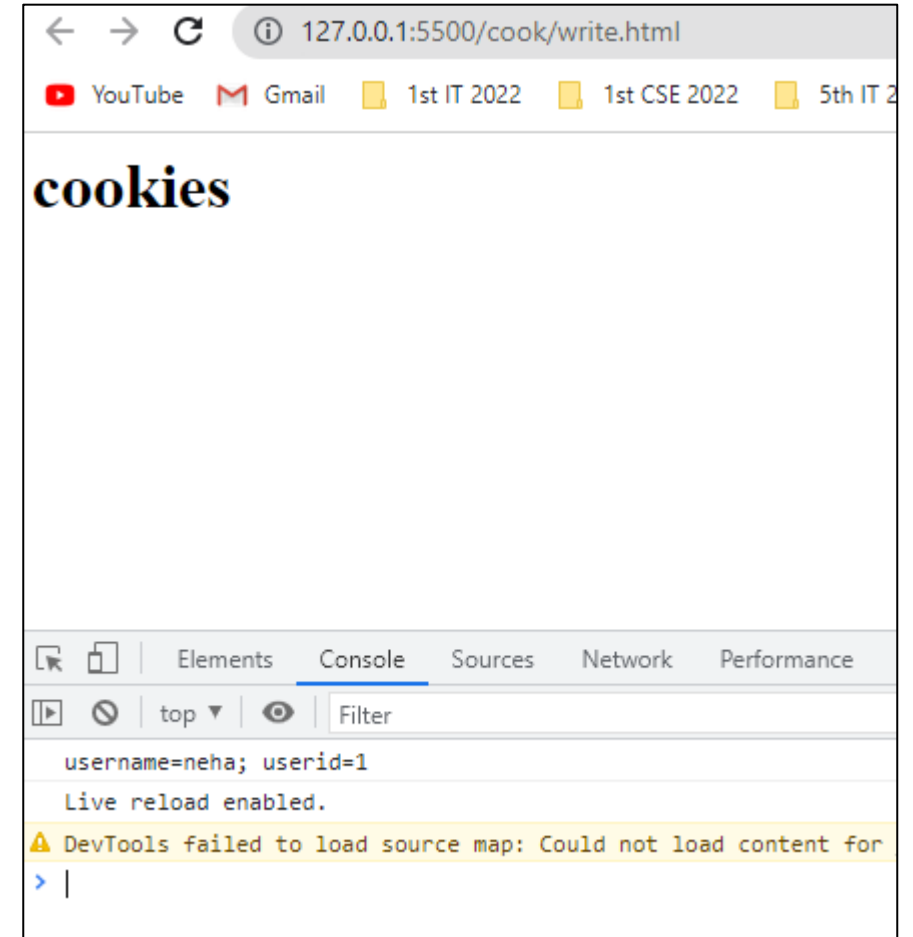 127.0.0.1:5500/cook/write.html
YouTube Gmail 1st IT 2022 1st CSE 2022 5th IT 2
cookies
Elements Console Sources Network Performance
top Filter
username=neha; userid=1
Live reload enabled.
DevTools failed to load source map: Could not load content for
>